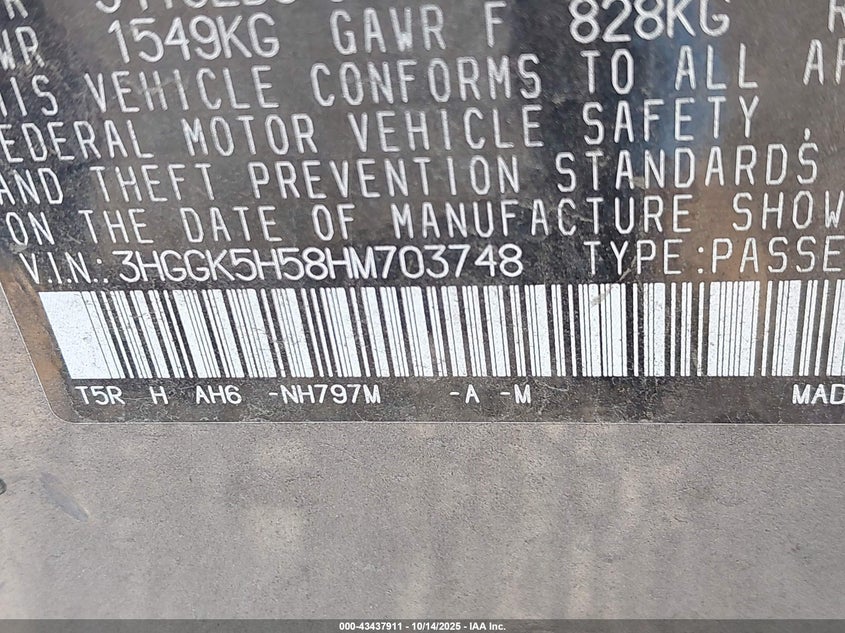 1549KG GAWR F 828KG
THIS VEHICLE CONFORMS TO ALL
FEDERAL MOTOR VEHICLE SAFETY,
AND THEFT PREVENTION STANDARDS
ON THE DATE OF MANUFACTURE SHOW
V.I.N.: 3HGGK5H58HM703748 TYPE:PASSE
T5R H AH6 -NH797M -A -M MAD
000-43437911 | 10/14/2025 | IAA Inc.